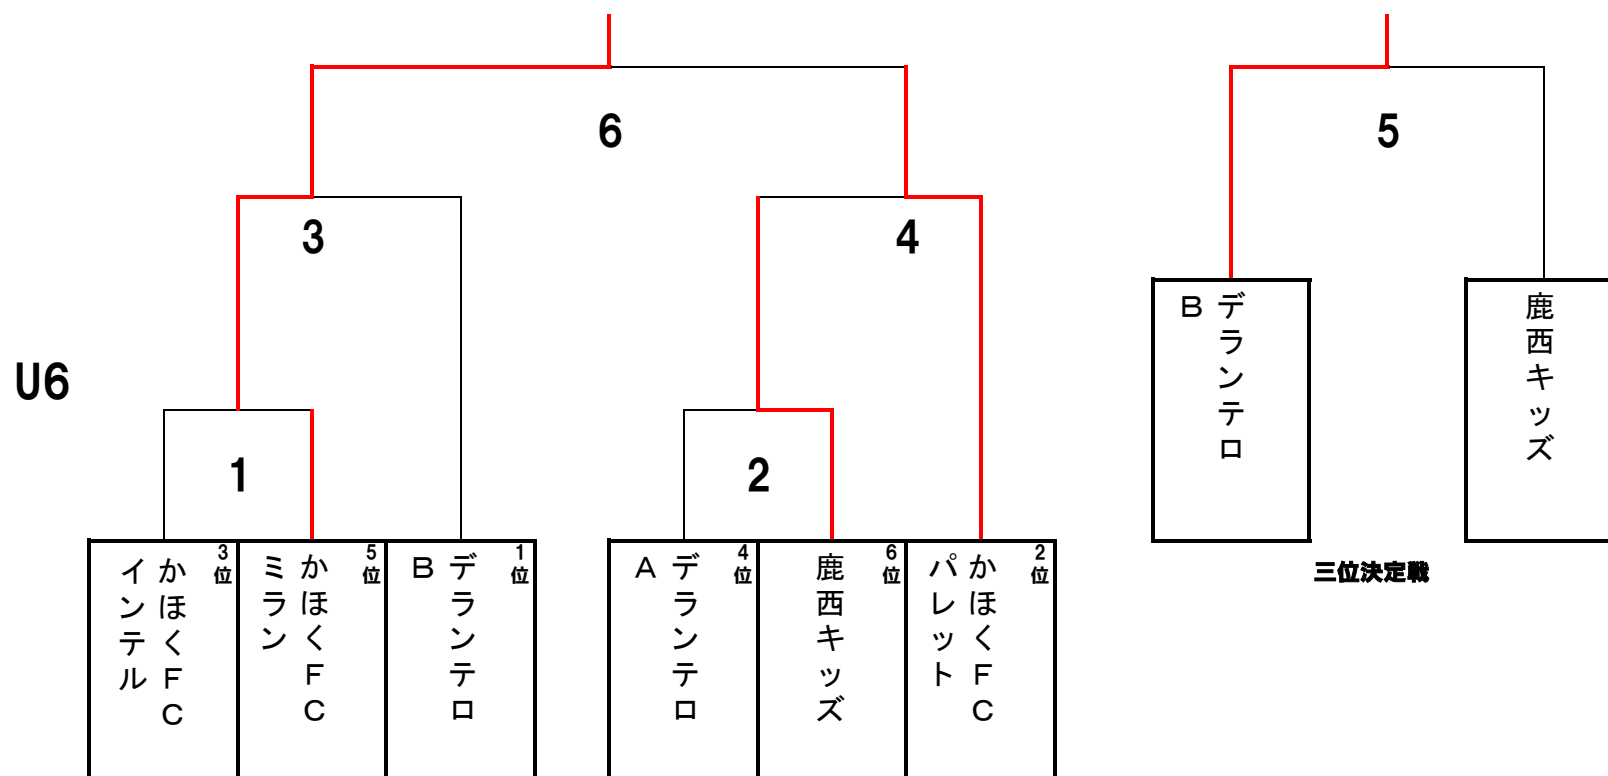 6
5
3
4
U6
1
2
デランテロ
B
鹿西キッズ
三位決定戦
3位
かほくFC
インテル
5位
かほくFC
ミラン
1位
デランテロ
B
4位
デランテロ
A
6位
鹿西キッズ
2位
かほくFC
パレット